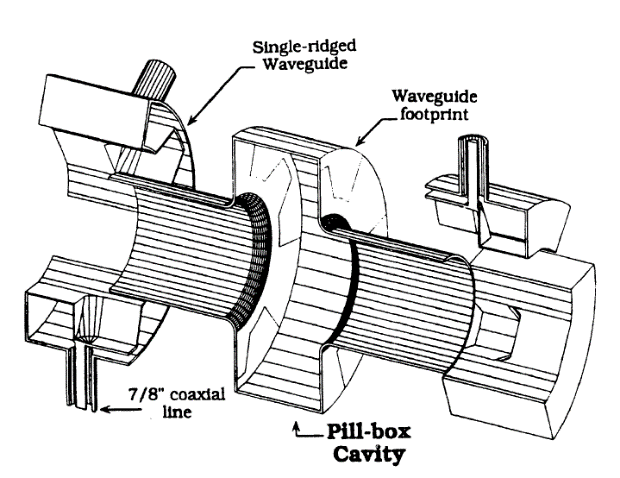 Single-ridged
Waveguide
Waveguide
footprint
7/8" coaxial
line
Pill-box
Cavity